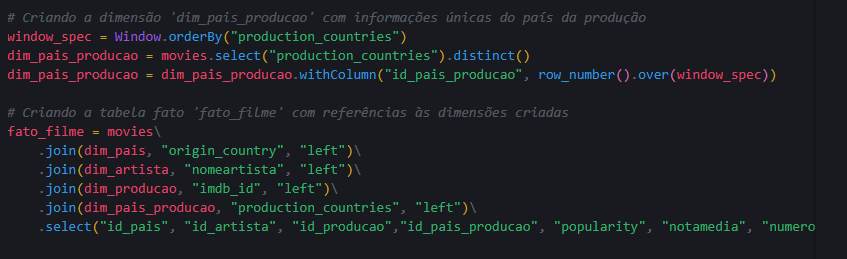 # Criando a dimensão 'dim_pais_producao' com informações únicas do país da produção
window_spec = Window.orderBy("production_countries")
dim_pais_producao = movies.select("production_countries").distinct()
dim_pais_producao = dim_pais_producao.withColumn("id_pais_producao", row_number().over(window_spec))
# Criando a tabela fato 'fato_filme' com referências às dimensões criadas
fato_filme = movies\
.join(dim_pais, "origin_country", "left")\
.join(dim_artista, "nomeartista", "left")\
.join(dim_producao, "imdb_id", "left")\
.join(dim_pais_producao, "production_countries", "left")\
.select("id_pais", "id_artista", "id_producao","id_pais_producao", "popularity", "notamedia", "numero